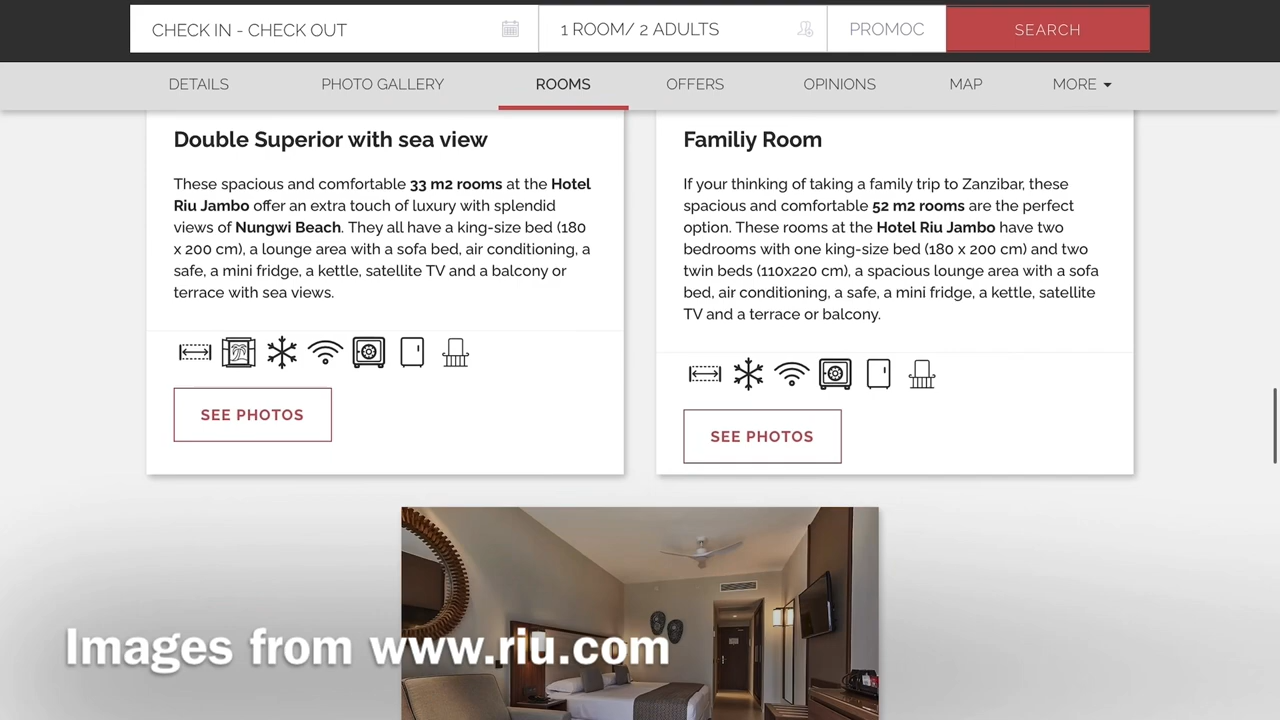 CHECK IN - CHECK OUT
1 ROOM/ 2 ADULTS
PROMOC
SEARCH
DETAILS
PHOTO GALLERY
ROOMS
OFFERS
OPINIONS
MAP
MORE
Double Superior with sea view
These spacious and comfortable 33 m2 rooms at the Hotel
Riu Jambo offer an extra touch of luxury with splendid
views of Nungwi Beach. They all have a king-size bed (180
x 200 cm), a lounge area with a sofa bed, air conditioning, a
safe, a mini fridge, a kettle, satellite TV and a balcony or
terrace with sea views.
SEE PHOTOS
Familiy Room
If your thinking of taking a family trip to Zanzibar, these
spacious and comfortable 52 m2 rooms are the perfect
option. These rooms at the Hotel Riu Jambo have two
bedrooms with one king-size bed (180 x 200 cm) and two
twin beds (110x220 cm), a spacious lounge area with a sofa
bed, air conditioning, a safe, a mini fridge, a kettle, satellite
TV and a terrace or balcony.
SEE PHOTOS
Images from www.riu.com